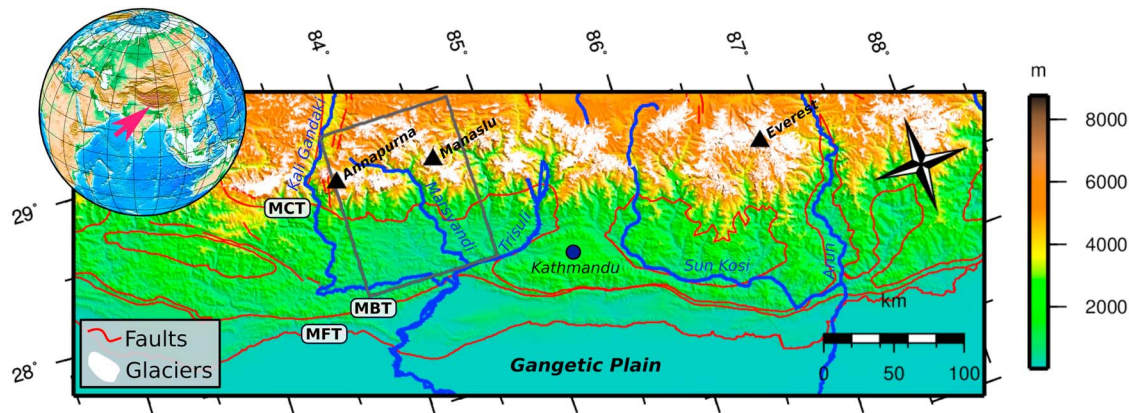 84°
85°
86°
87°
88°
29°
28°
Kali Gandaki
Annapurna
Manaslu
Everest
MCT
Marsyandi
Trisuli
Kathmandu
Sun Kosi
Arun
MBT
MFT
Gangetic Plain
Faults
Glaciers
km
0 50 100
m
8000
6000
4000
2000